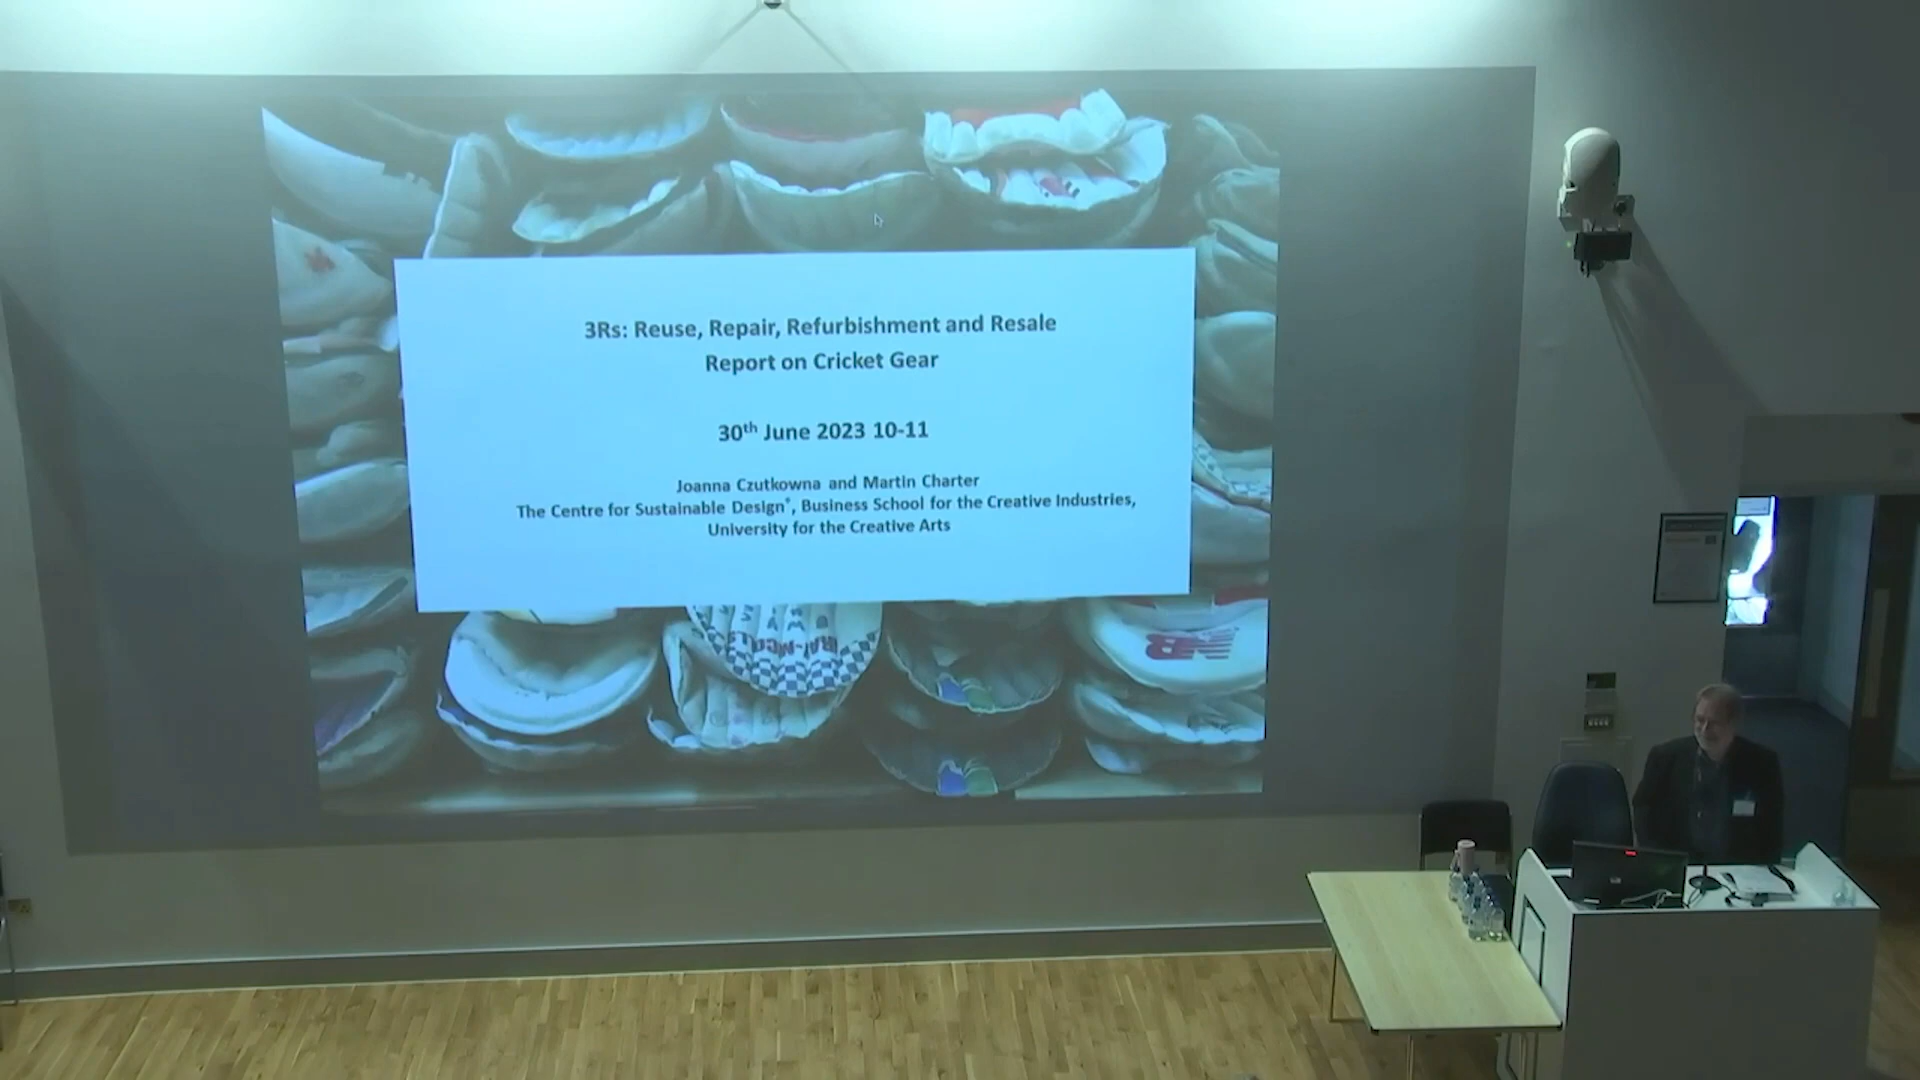 3Rs: Reuse, Repair, Refurbishment and Resale
Report on Cricket Gear
30th June 2023 10-11
Joanna Czutkowna and Martin Charter
The Centre for Sustainable Design®, Business School for the Creative Industries,
University for the Creative Arts